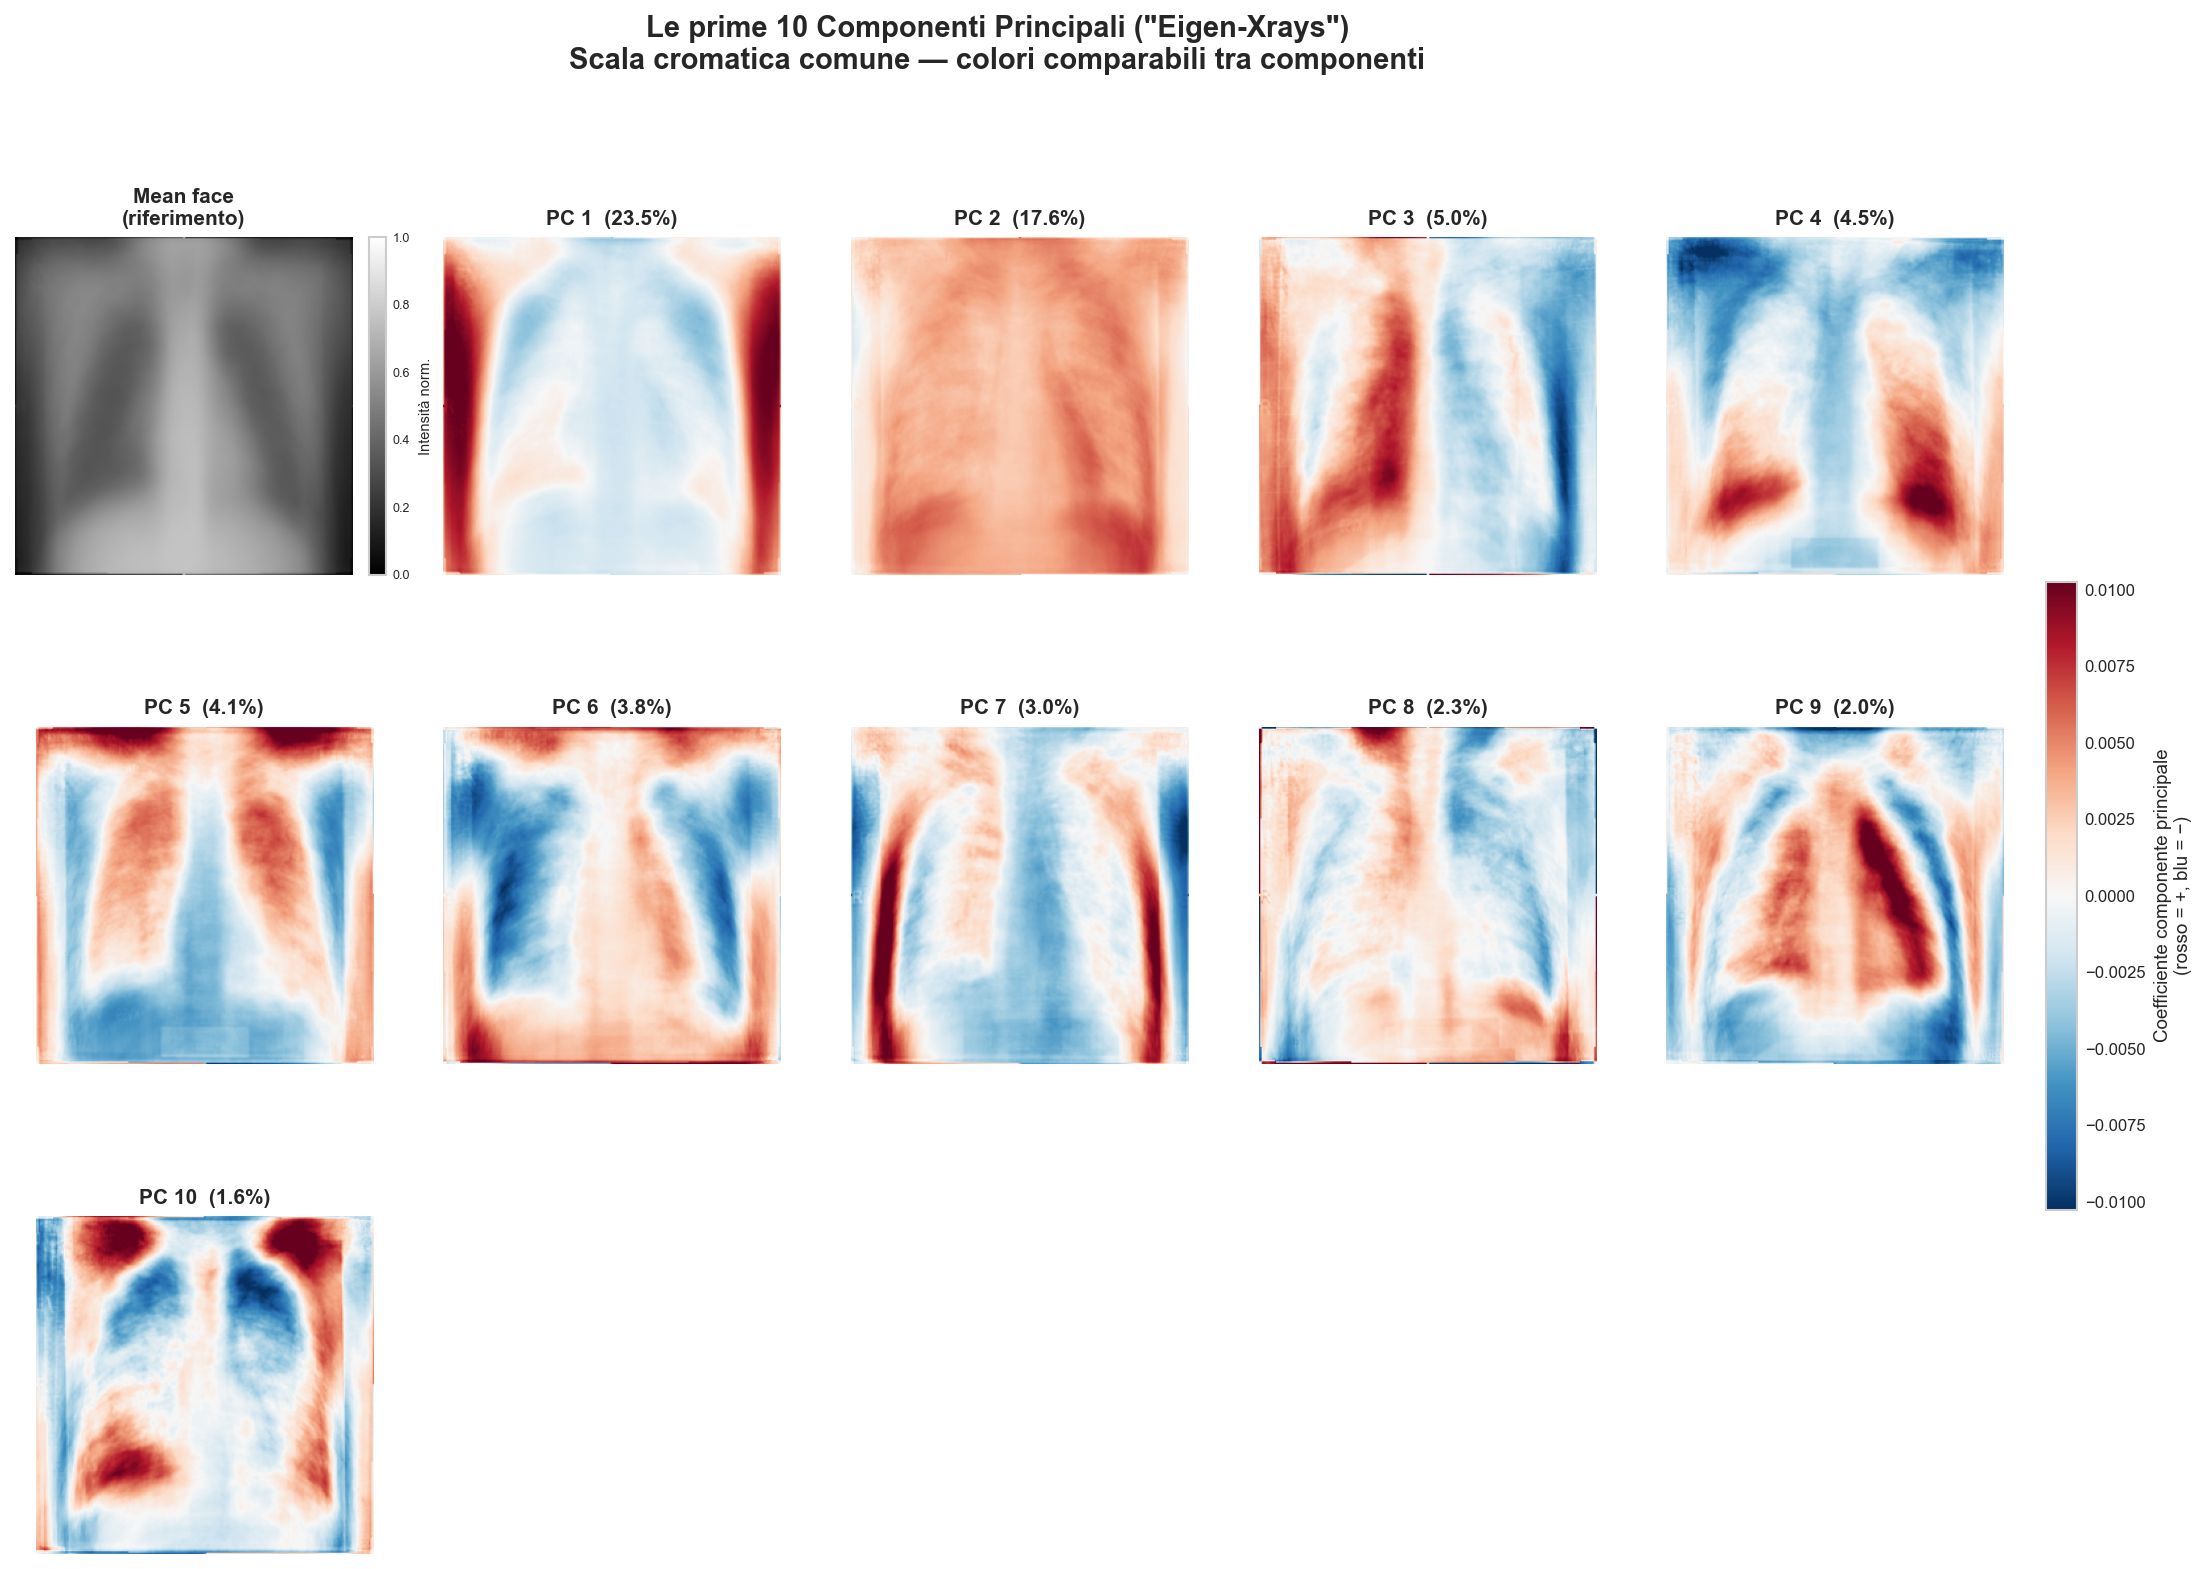 Le prime 10 Componenti Principali ("Eigen-Xrays")
Scala cromatica comune — colori comparabili tra componenti
Mean face
(riferimento)
1.0
0.8
0.6
0.4
0.2
0.0
Intensità norm.
PC 1 (23.5%)
R
PC 2 (17.6%)
PC 3 (5.0%)
R
PC 4 (4.5%)
PC 5 (4.1%)
PC 6 (3.8%)
PC 7 (3.0%)
R
PC 8 (2.3%)
R
PC 9 (2.0%)
PC 10 (1.6%)
0.0100
0.0075
0.0050
0.0025
0.0000
−0.0025
−0.0050
−0.0075
−0.0100
Coefficiente componente principale
(rosso = +, blu = −)